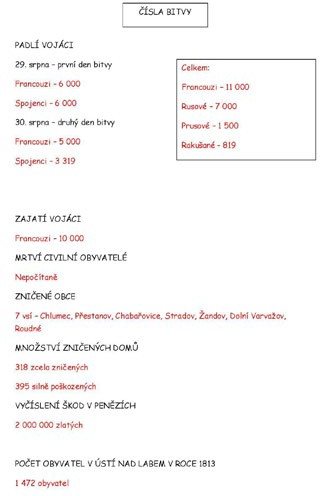 ČÍSLA BITVY
PADLÍ VOJÁCI
29. srpna – první den bitvy
Francouzi – 6 000
Spojenci – 6 000
30. srpna – druhý den bitvy
Francouzi – 5 000
Spojenci – 3 319
Celkem:
Francouzi – 11 000
Rusové – 7 000
Prusové – 1 500
Rakušané – 819
ZAJATÍ VOJÁCI
Francouzi – 10 000
MRTVÍ CIVILNÍ OBYVATELÉ
Nepočítaně
ZNIČENÉ OBCE
7 vsí – Chlumec, Přestanov, Chabařovice, Stradov, Žandov, Dolní Varvažov,
Roudné
MNOŽSTVÍ ZNIČENÝCH DOMŮ
318 zcela zničených
395 silně poškozených
VYČÍSLENÍ ŠKOD V PENĚZÍCH
2 000 000 zlatých
POČET OBYVATEL V ÚSTÍ NAD LABEM V ROCE 1813
1 472 obyvatel